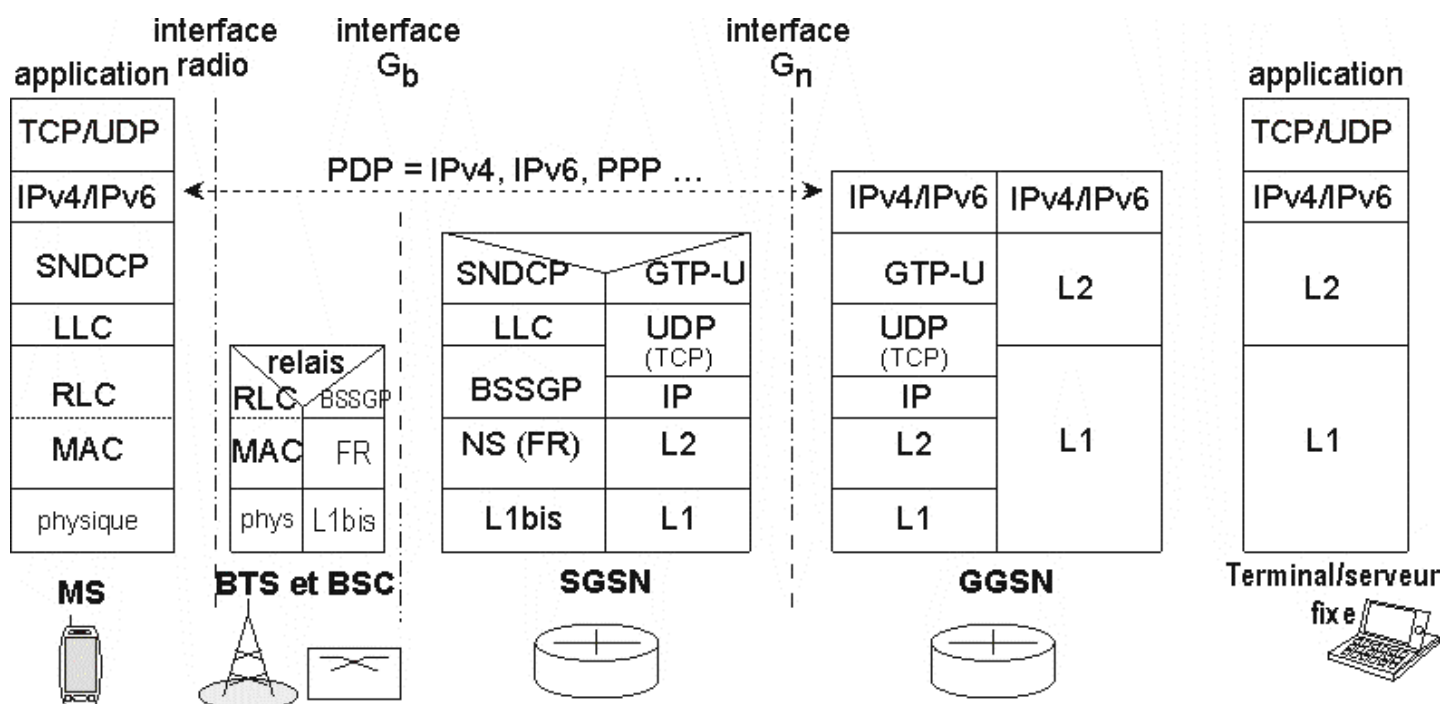 interface
radio
interface
Gb
interface
Gn
application
application
TCP/UDP
IPv4/IPv6
SNDCP
LLC
RLC
MAC
physique
MS
PDP = IPv4, IPv6, PPP ...
relais
RLC BSSGP
MAC FR
phys L1bis
BTS et BSC
SNDCP GTP-U
LLC UDP
(TCP)
BSSGP IP
NS (FR) L2
L1bis L1
SGSN
IPv4/IPv6 IPv4/IPv6
GTP-U L2
UDP
(TCP)
IP
L2 L1
L1
GGSN
TCP/UDP
IPv4/IPv6
L2
L1
Terminal/serveur
fixe